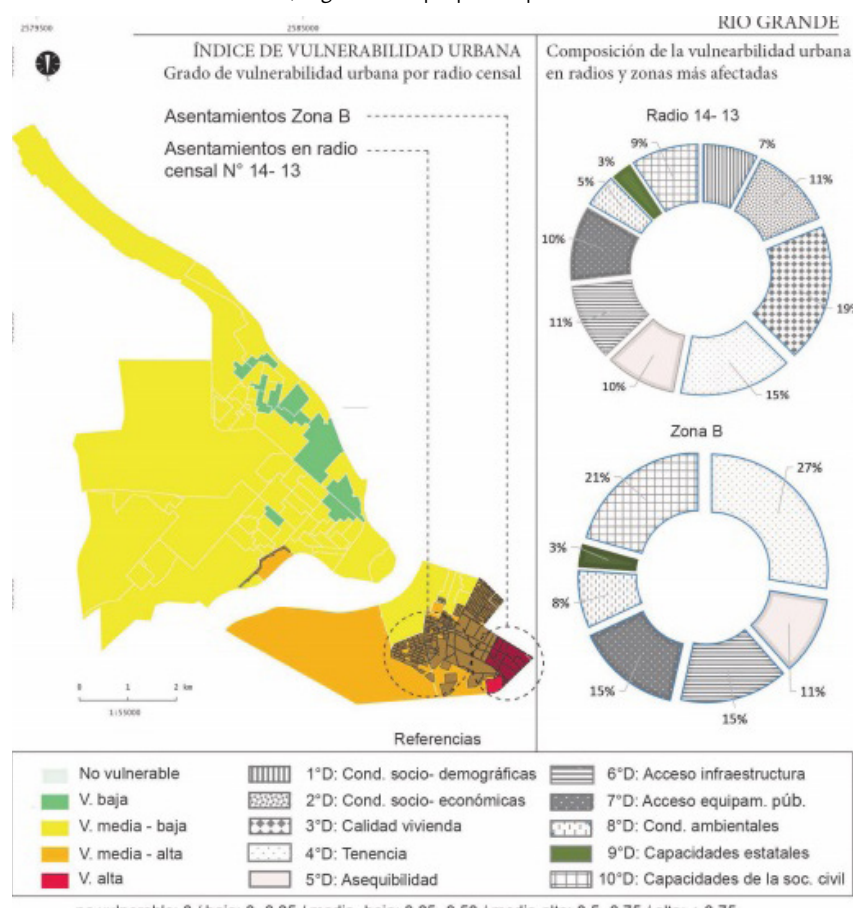 RIO GRANDE
2579500
2585000
ÍNDICE DE VULNERABILIDAD URBANA
Grado de vulnerabilidad urbana por radio censal
Asentamientos Zona B
Asentamientos en radio
censal N° 14- 13
0 1 2 km
1:55000
Composición de la vulnearbilidad urbana
en radios y zonas más afectadas
Radio 14- 13
7%
11%
19%
15%
10%
11%
10%
5%
3%
9%
Zona B
27%
11%
15%
15%
8%
3%
21%
Referencias
No vulnerable
V. baja
V. media - baja
V. media - alta
V. alta
1°D: Cond. socio- demográficas
2°D: Cond. socio- económicas
3°D: Calidad vivienda
4°D: Tenencia
5°D: Asequibilidad
6°D: Acceso infraestructura
7°D: Acceso equipam. púb.
8°D: Cond. ambientales
9°D: Capacidades estatales
10°D: Capacidades de la soc. civil